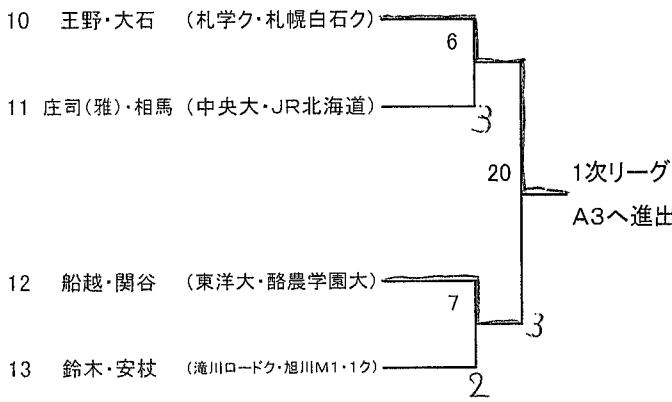 10 王野・大石 (札学ク・札幌白石ク)
6
11 庄司(雅)・相馬 (中央大・JR北海道)
3
20
1次リーグ
A3へ進出
12 船越・関谷 (東洋大・酪農学園大)
7
3
13 鈴木・安杖 (滝川ロードク・旭川M1・1ク)
2